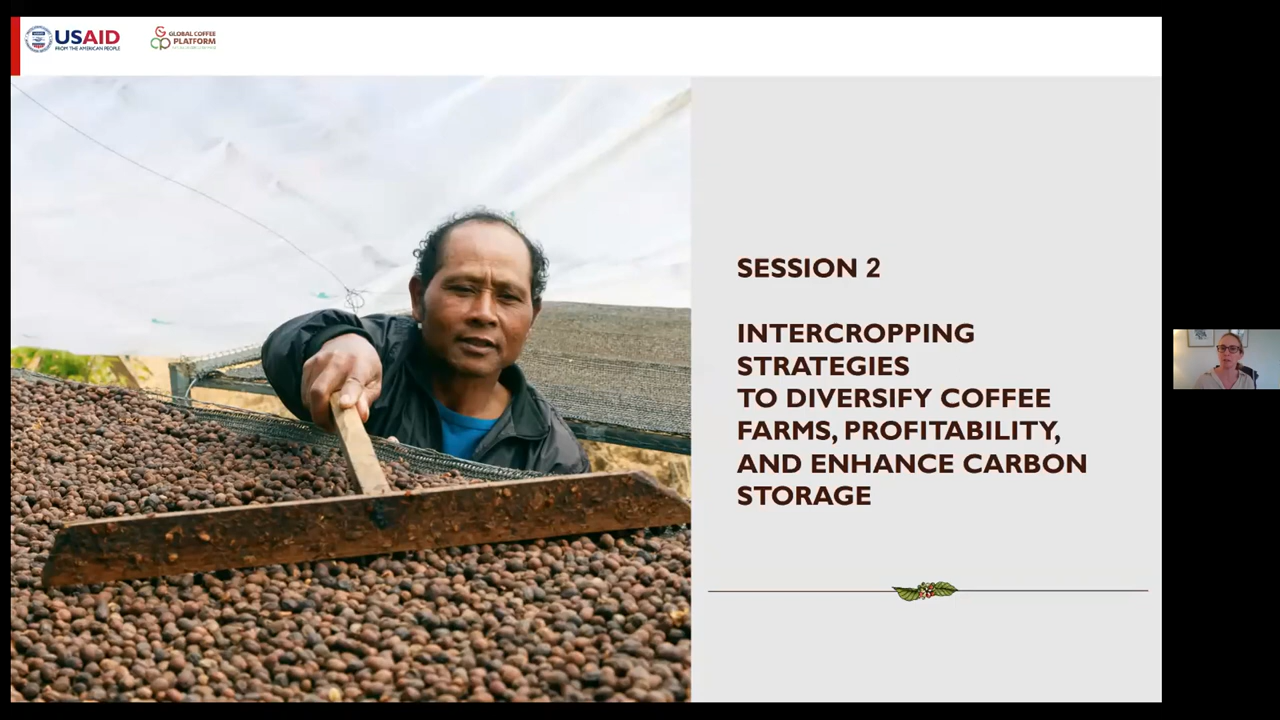 USAID
FROM THE AMERICAN PEOPLE
GLOBAL COFFEE
PLATFORM
SESSION 2
INTERCROPPING
STRATEGIES
TO DIVERSIFY COFFEE
FARMS, PROFITABILITY,
AND ENHANCE CARBON
STORAGE